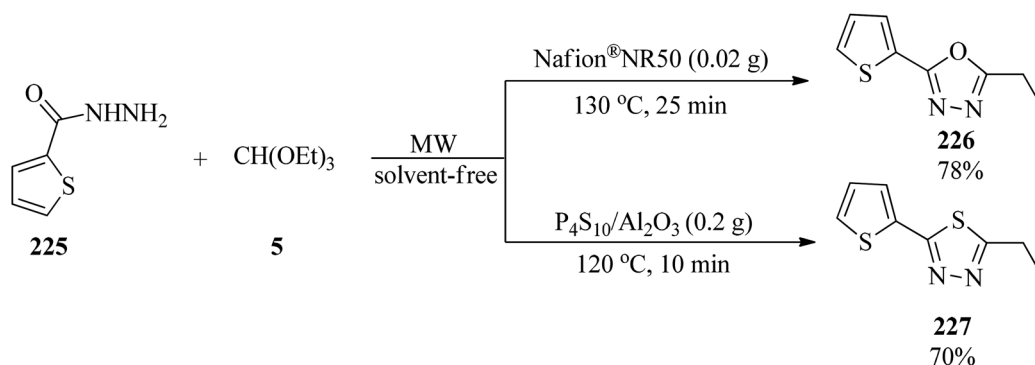 O
NHNH₂
S
225
+
CH(OEt)₃
5
MW
solvent-free
Nafion®NR50 (0.02 g)
130 °C, 25 min
S
O
N–N
226
78%
P₄S₁₀/Al₂O₃ (0.2 g)
120 °C, 10 min
S
S
N–N
227
70%